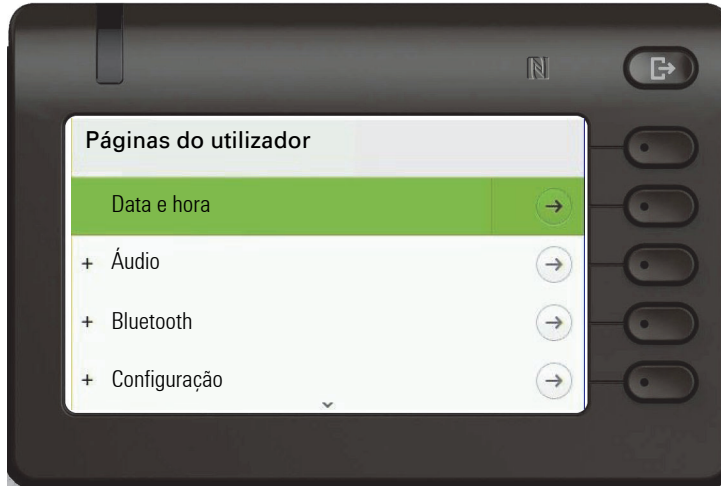 Páginas do utilizador
Data e hora
+ Áudio
+ Bluetooth
+ Configuração